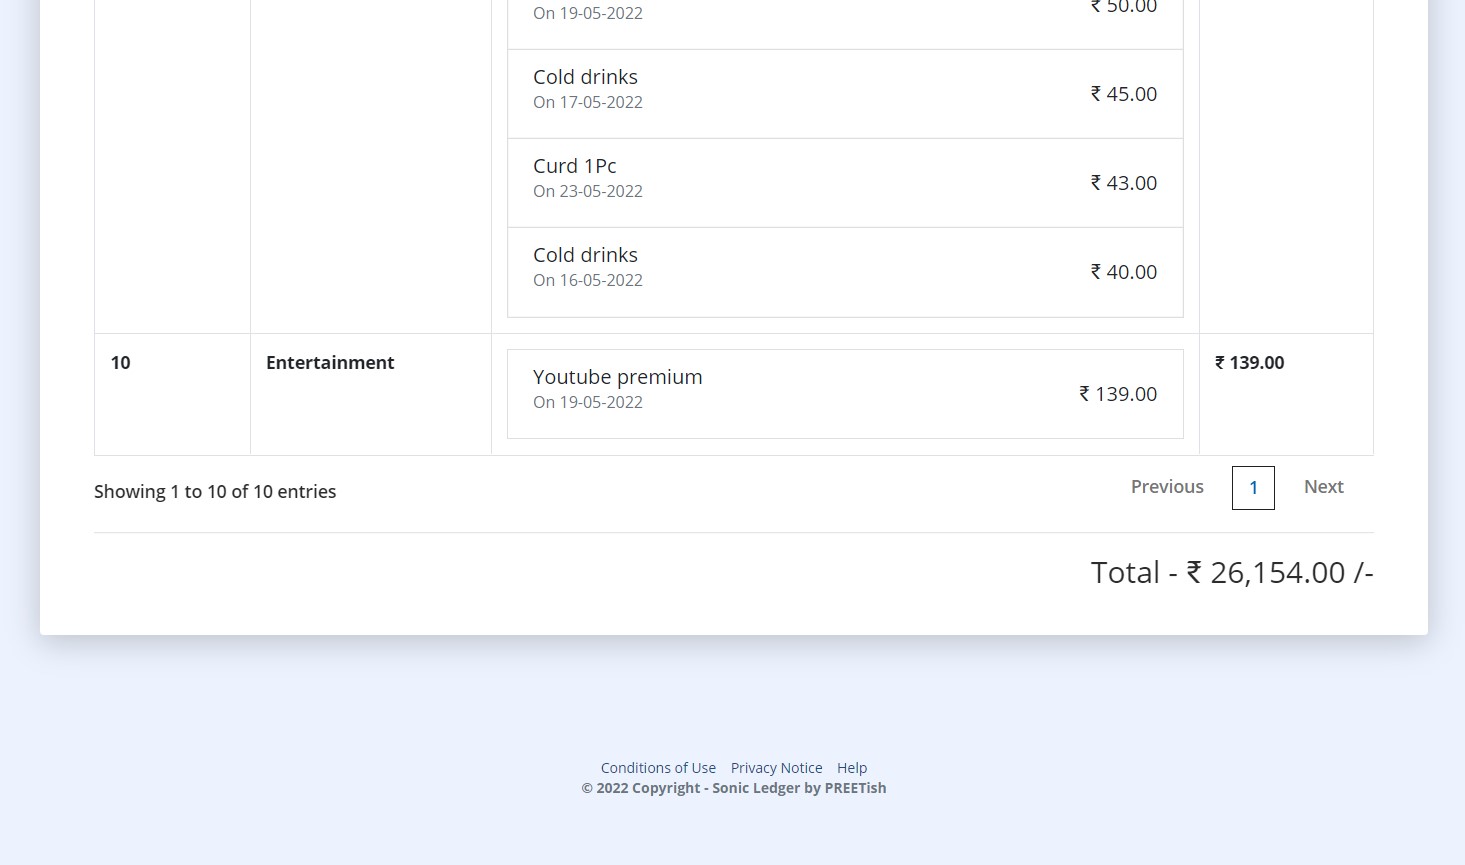 On 19-05-2022
₹ 50.00
Cold drinks
On 17-05-2022
₹ 45.00
Curd 1Pc
On 23-05-2022
₹ 43.00
Cold drinks
On 16-05-2022
₹ 40.00
10
Entertainment
Youtube premium
On 19-05-2022
₹ 139.00
₹ 139.00
Showing 1 to 10 of 10 entries
Previous 1 Next
Total - ₹ 26,154.00 /-
Conditions of Use Privacy Notice Help
© 2022 Copyright - Sonic Ledger by PREETish